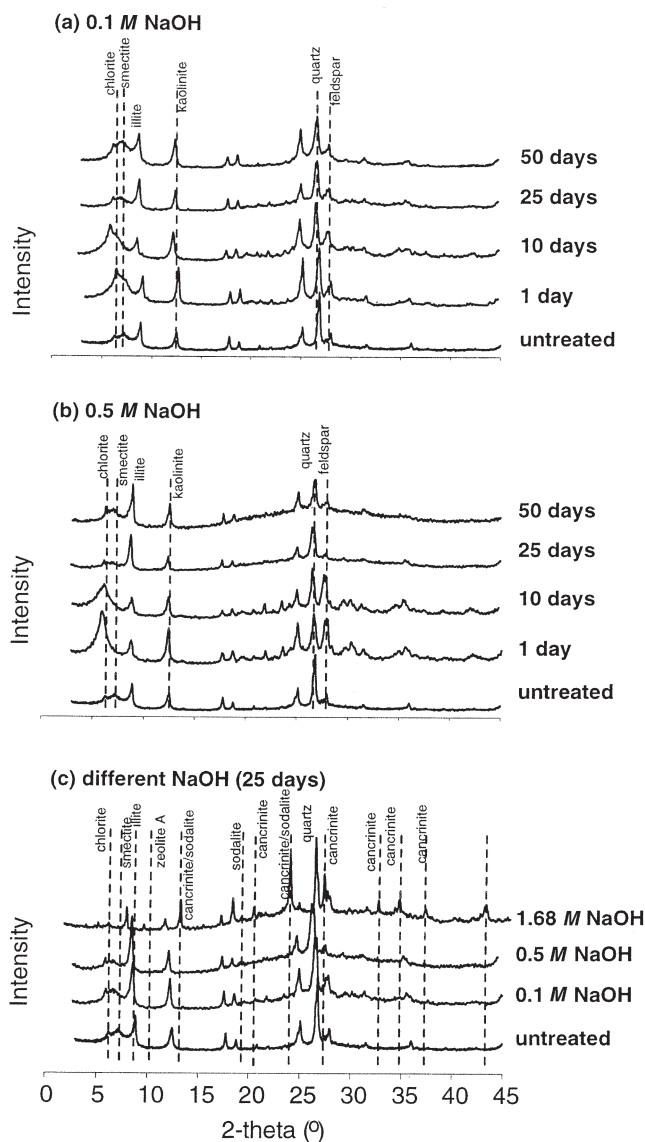 (a) 0.1 M NaOH
chlorite
smectite
illite
kaolinite
quartz
feldspar
50 days
25 days
10 days
1 day
untreated
Intensity
(b) 0.5 M NaOH
chlorite
smectite
illite
kaolinite
quartz
feldspar
50 days
25 days
10 days
1 day
untreated
Intensity
(c) different NaOH (25 days)
chlorite
smectite
illite
zeolite A
cancrinite/sodalite
sodalite
cancrinite
cancrinite/sodalite
quartz
cancrinite
cancrinite
cancrinite
cancrinite
1.68 M NaOH
0.5 M NaOH
0.1 M NaOH
untreated
Intensity
0 5 10 15 20 25 30 35 40 45
2-theta (º)